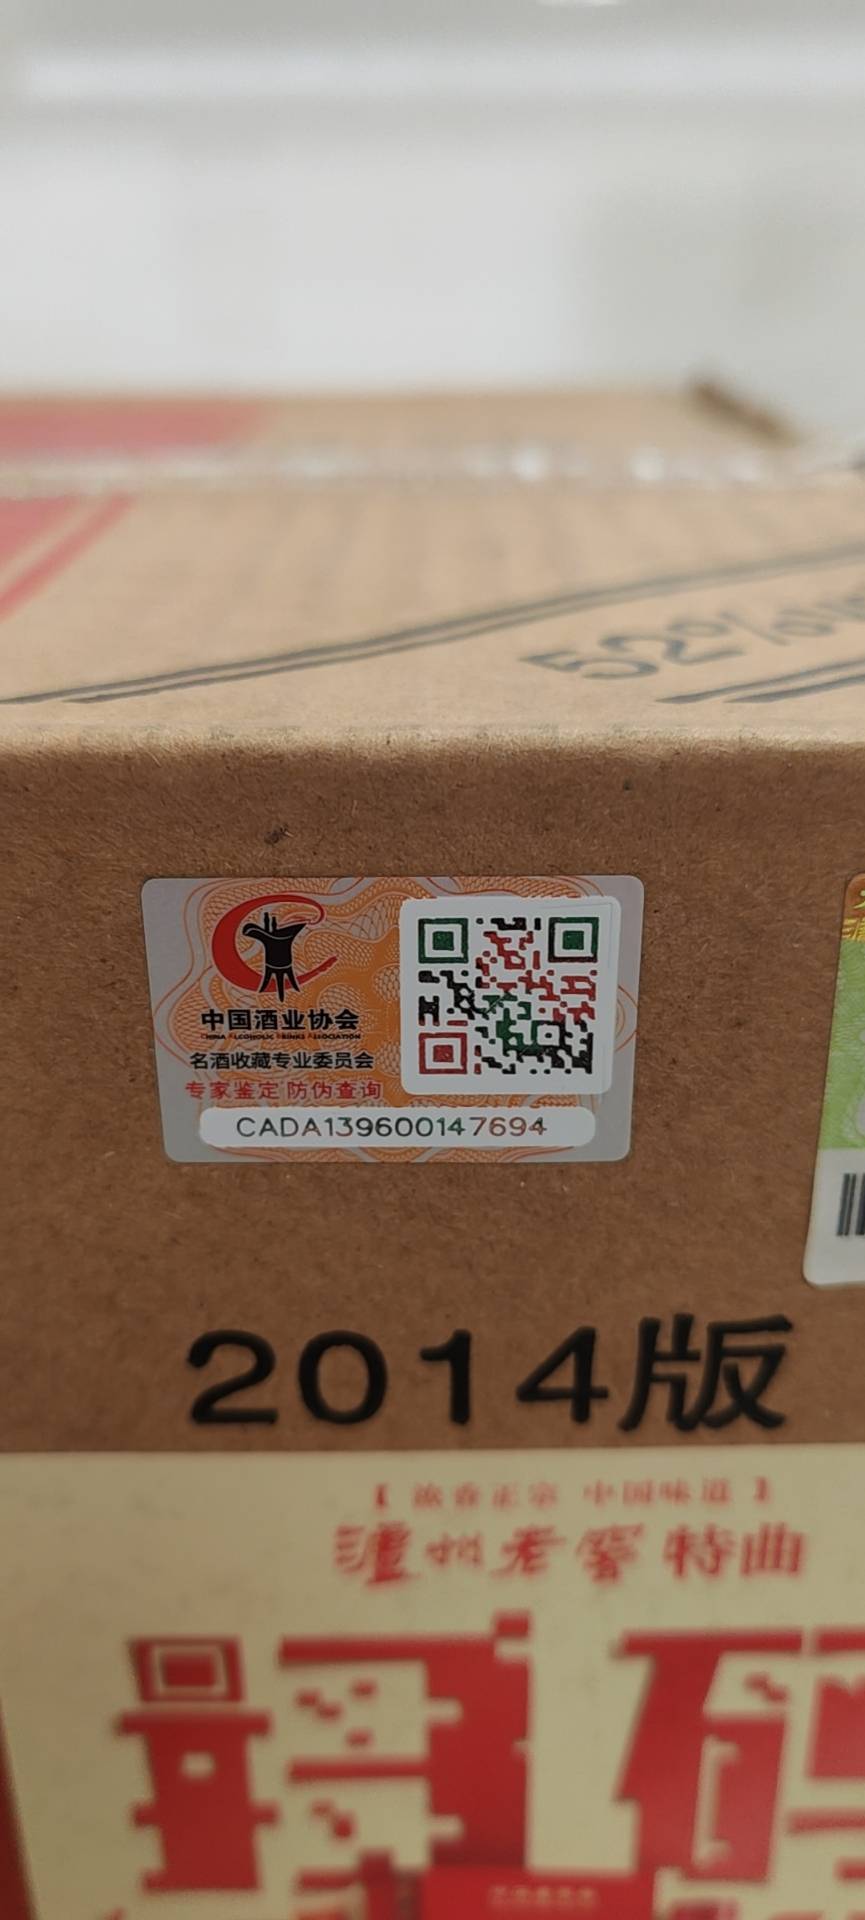 52%vol
中国酒业协会
CHINA ALCOHOLIC DRINKS ASSOCIATION
名酒收藏专业委员会
专家鉴定 防伪查询
CADA139600147694
2014版
【浓香正宗 中国味道】
泸州老窖特曲